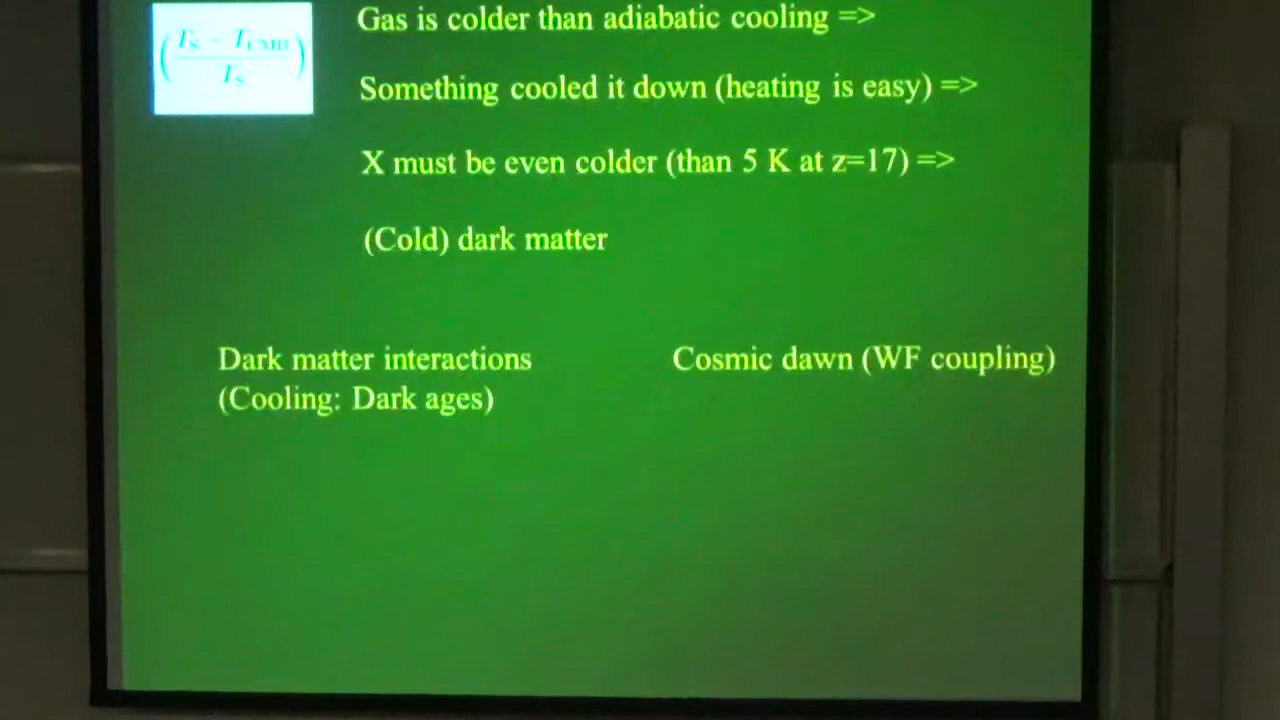 Gas is colder than adiabatic cooling =>
Something cooled it down (heating is easy) =>
X must be even colder (than 5 K at z=17) =>
(Cold) dark matter
Dark matter interactions
(Cooling: Dark ages)
Cosmic dawn (WF coupling)